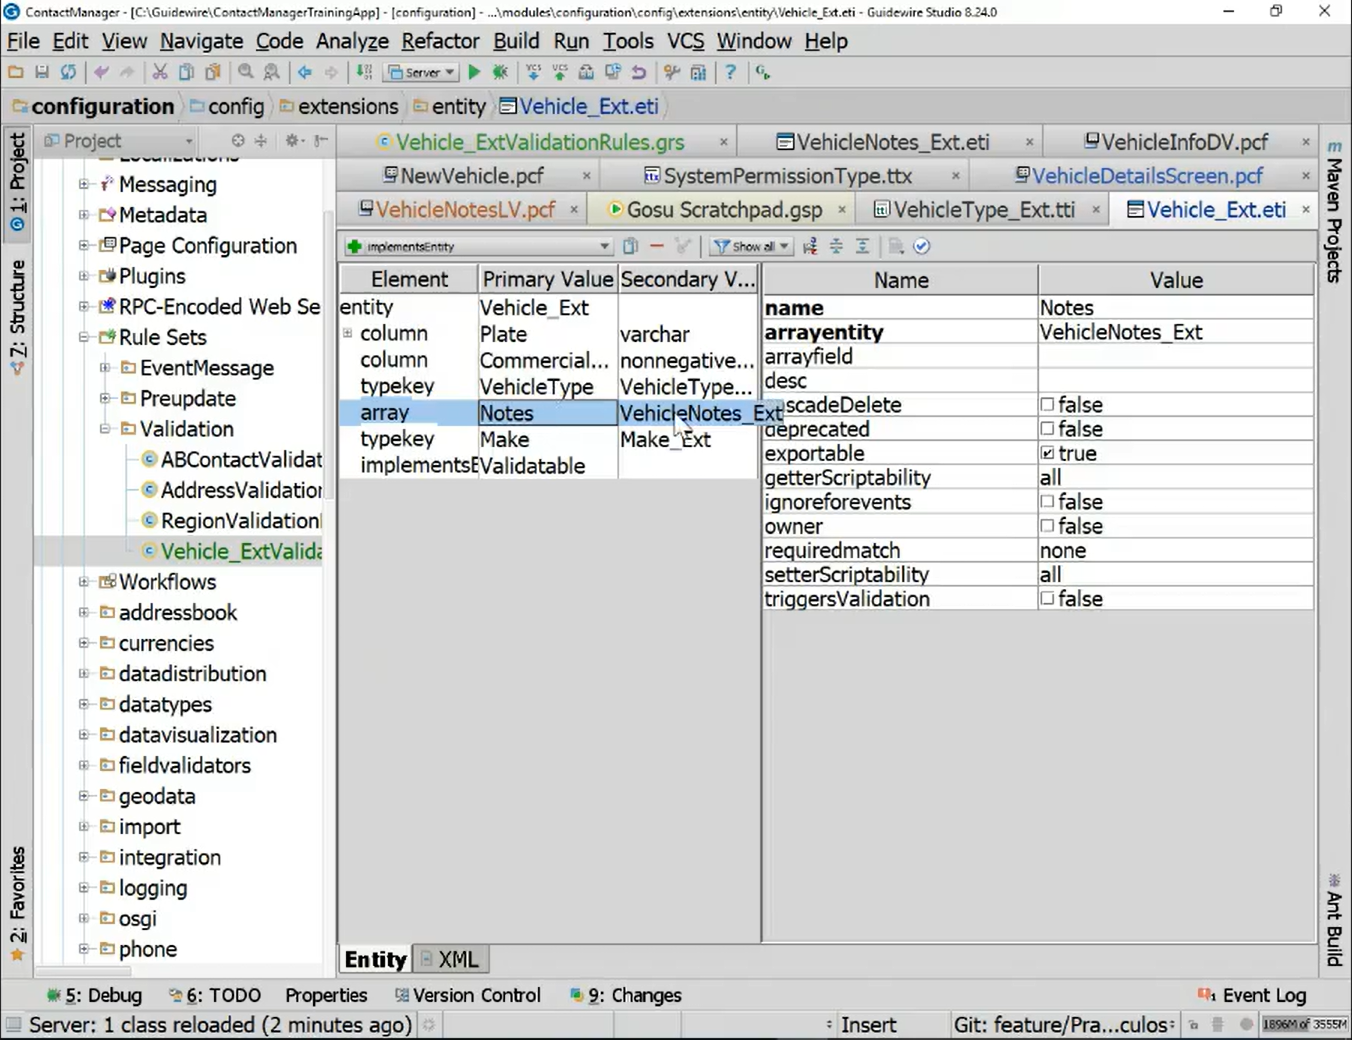 ContactManager - [C:\Guidewire\ContactManagerTrainingApp] - [configuration] - ...\modules\configuration\config\extensions\entity\Vehicle_Ext.eti - Guidewire Studio 8.24.0
File Edit View Navigate Code Analyze Refactor Build Run Tools VCS Window Help
Server
configuration config extensions entity Vehicle_Ext.eti
Project
Vehicle_ExtValidationRules.grs VehicleNotes_Ext.eti VehicleInfoDV.pcf
NewVehicle.pcf SystemPermissionType.ttx VehicleDetailsScreen.pcf
VehicleNotesLV.pcf Gosu Scratchpad.gsp VehicleType_Ext.tti Vehicle_Ext.eti
implementsEntity Show all
1: Project
7: Structure
2: Favorites
Localizations
Messaging
Metadata
Page Configuration
Plugins
RPC-Encoded Web Se
Rule Sets
EventMessage
Preupdate
Validation
ABContactValidat
AddressValidation
RegionValidation
Vehicle_ExtValida
Workflows
addressbook
currencies
datadistribution
datatypes
datavisualization
fieldvalidators
geodata
import
integration
logging
osgi
phone
Element Primary Value Secondary V...
entity Vehicle_Ext
column Plate varchar
column Commercial... nonnegative...
typekey VehicleType VehicleType...
array Notes VehicleNotes_Ext
typekey Make Make_Ext
implementsE Validatable
Name Value
name Notes
arrayentity VehicleNotes_Ext
arrayfield
desc
ascadeDelete false
deprecated false
exportable true
getterScriptability all
ignoreforevents false
owner false
requiredmatch none
setterScriptability all
triggersValidation false
Maven Projects
Ant Build
Entity XML
5: Debug 6: TODO Properties Version Control 9: Changes 1 Event Log
Server: 1 class reloaded (2 minutes ago) Insert Git: feature/Pra...culos 1896M of 3555M